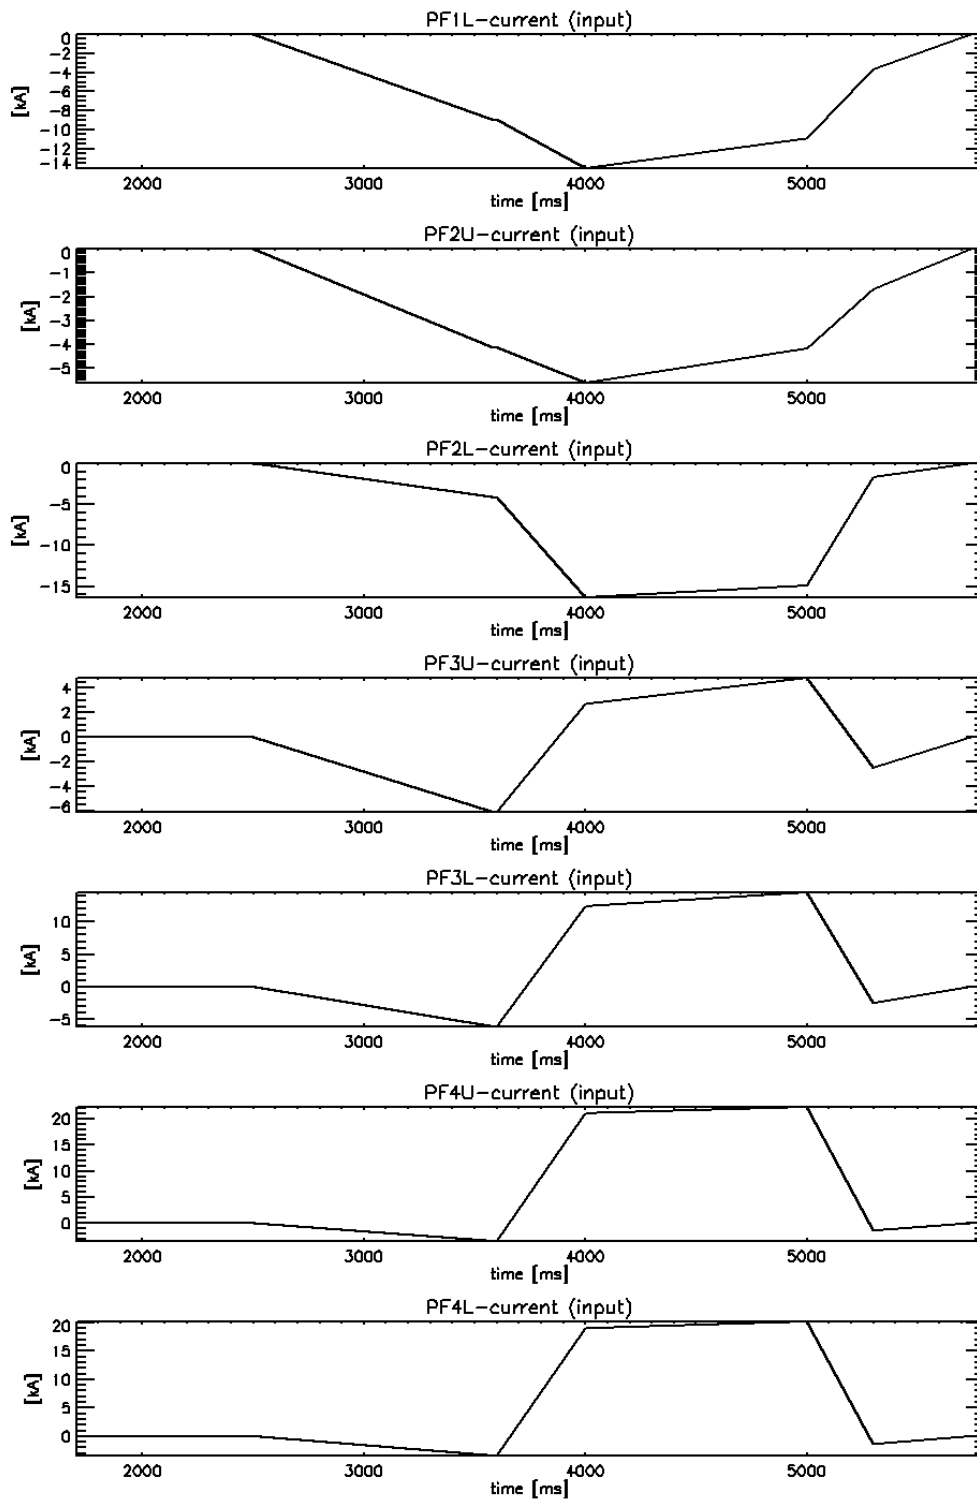 PF1L-current (input)
0
-2
-4
-6
-8
-10
-12
-14
[kA]
2000 3000 4000 5000
time [ms]
PF2U-current (input)
0
-1
-2
-3
-4
-5
[kA]
2000 3000 4000 5000
time [ms]
PF2L-current (input)
0
-5
-10
-15
[kA]
2000 3000 4000 5000
time [ms]
PF3U-current (input)
4
2
0
-2
-4
-6
[kA]
2000 3000 4000 5000
time [ms]
PF3L-current (input)
10
5
0
-5
[kA]
2000 3000 4000 5000
time [ms]
PF4U-current (input)
20
15
10
5
0
[kA]
2000 3000 4000 5000
time [ms]
PF4L-current (input)
20
15
10
5
0
[kA]
2000 3000 4000 5000
time [ms]